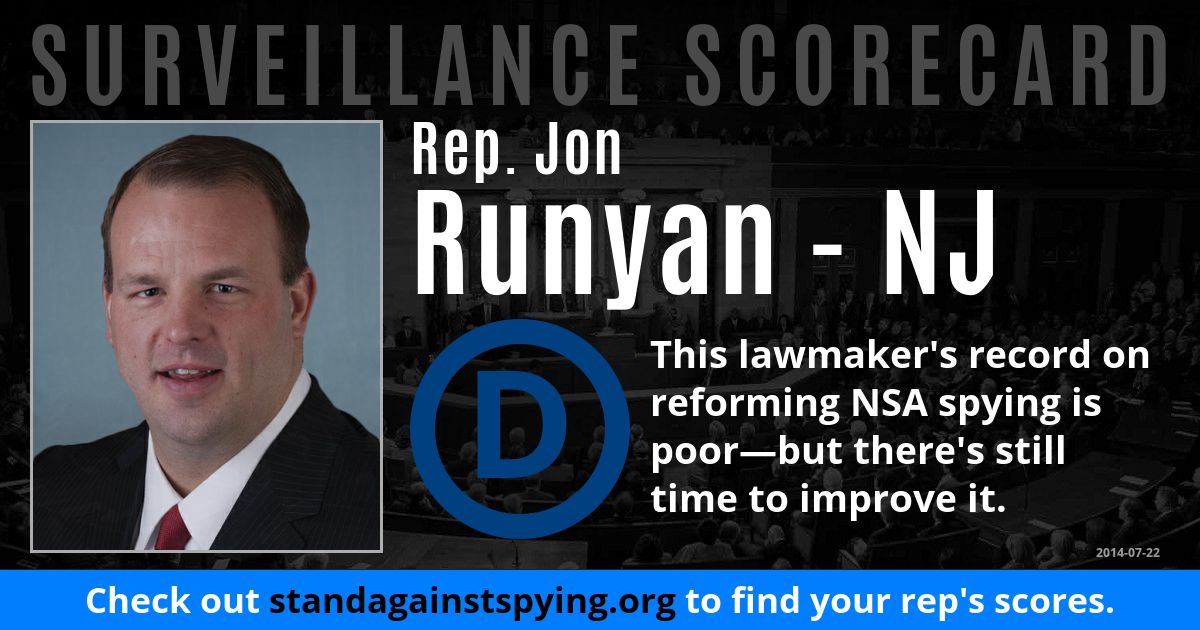 SURVEILLANCE SCORECARD
Rep. Jon
Runyan - NJ
D
This lawmaker's record on
reforming NSA spying is
poor—but there's still
time to improve it.
2014-07-22
Check out standagainstspying.org to find your rep's scores.